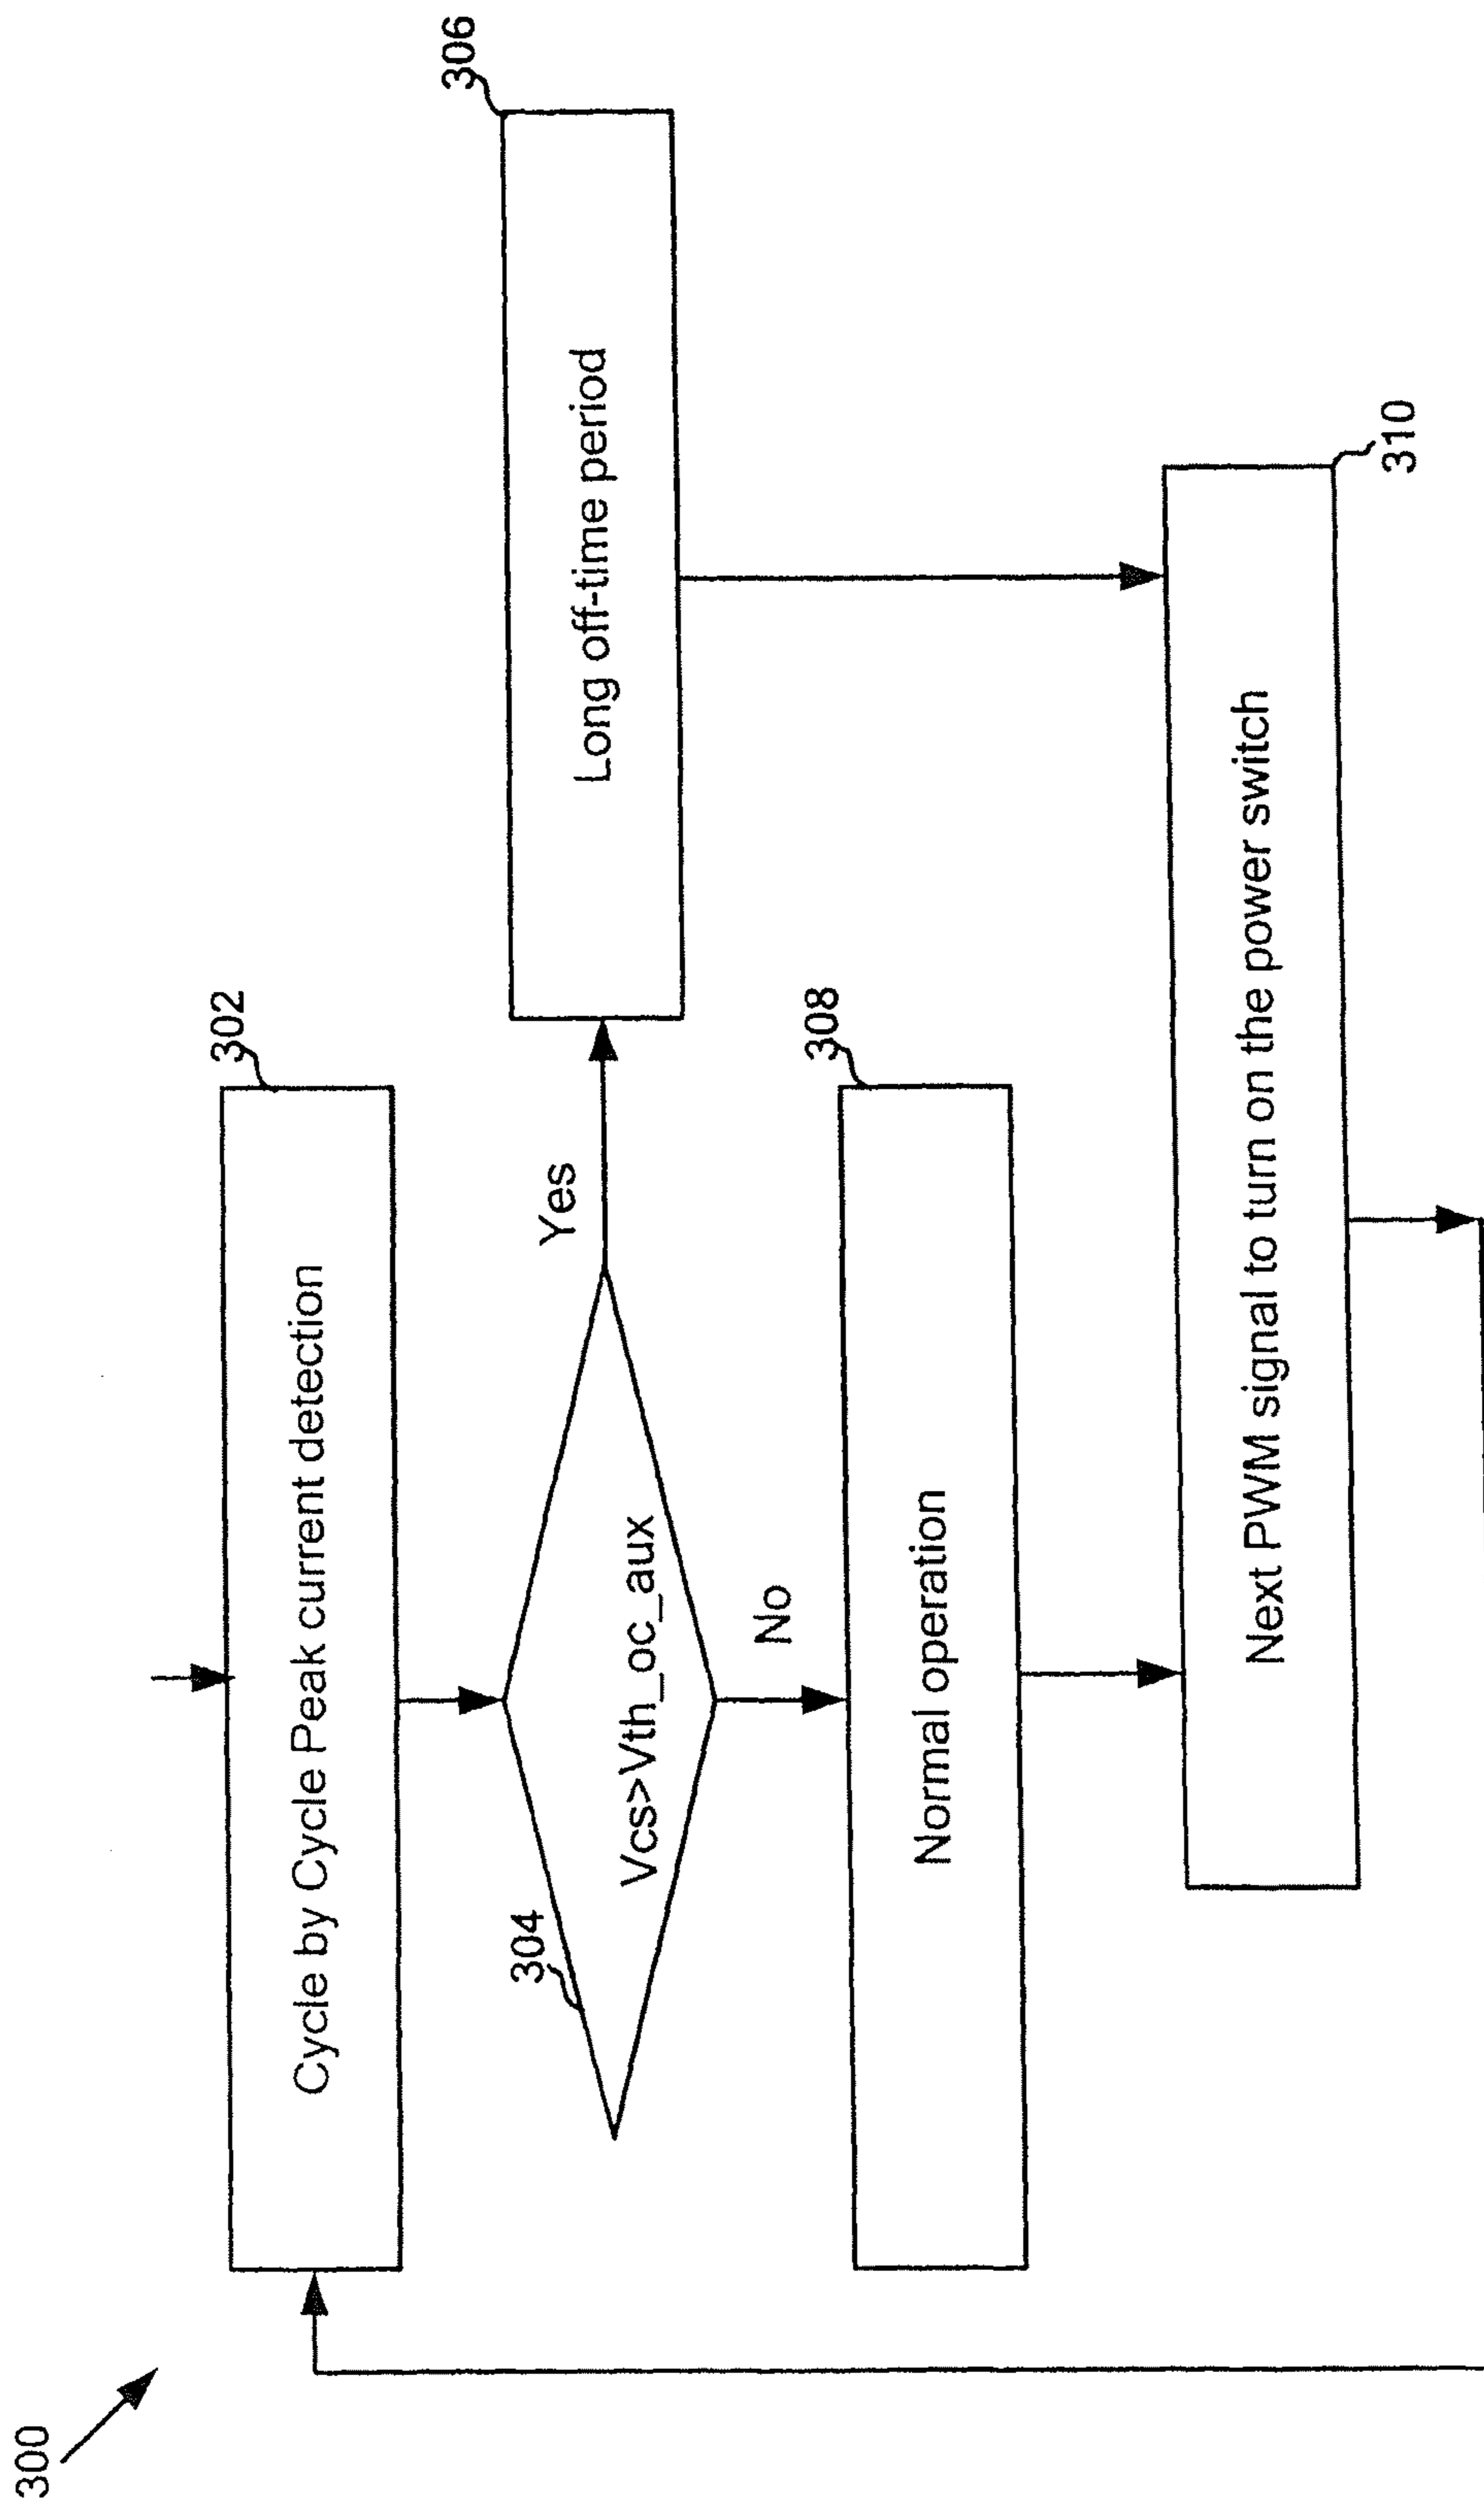 300
302
Cycle by Cycle Peak current detection
304
Vcs>Vth_oc_aux
Yes
306
Long off-time period
No
308
Normal operation
Next PWM signal to turn on the power switch
310